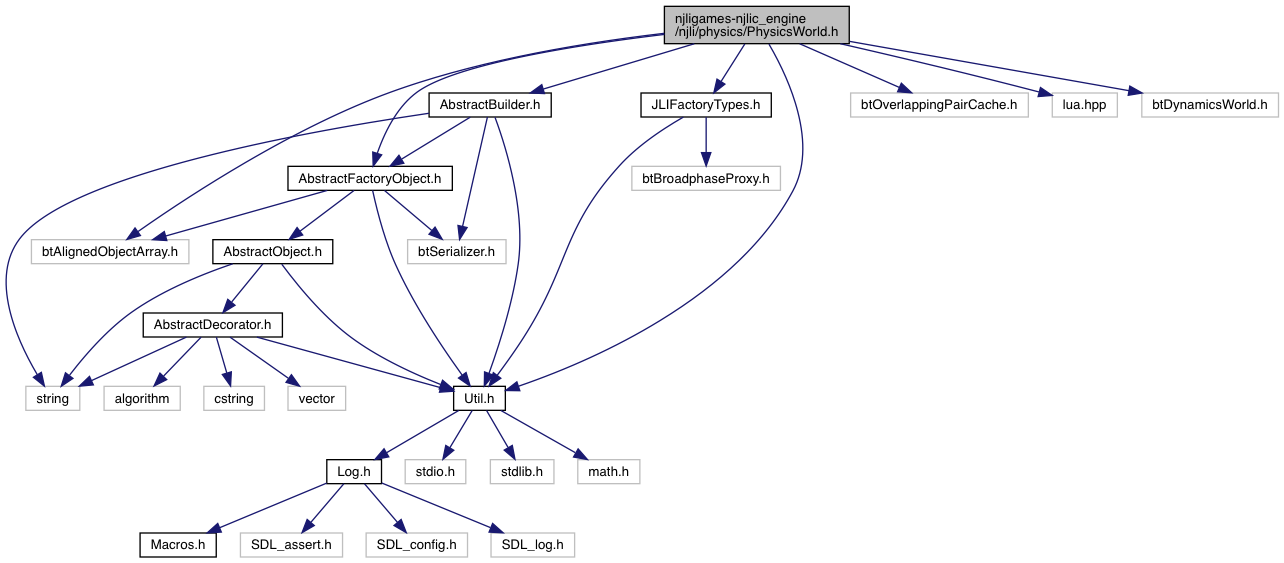 njligames-njlic_engine
/njli/physics/PhysicsWorld.h
AbstractBuilder.h
JLIFactoryTypes.h
btOverlappingPairCache.h
lua.hpp
btDynamicsWorld.h
AbstractFactoryObject.h
btBroadphaseProxy.h
btAlignedObjectArray.h
AbstractObject.h
btSerializer.h
AbstractDecorator.h
string
algorithm
cstring
vector
Util.h
Log.h
stdio.h
stdlib.h
math.h
Macros.h
SDL_assert.h
SDL_config.h
SDL_log.h